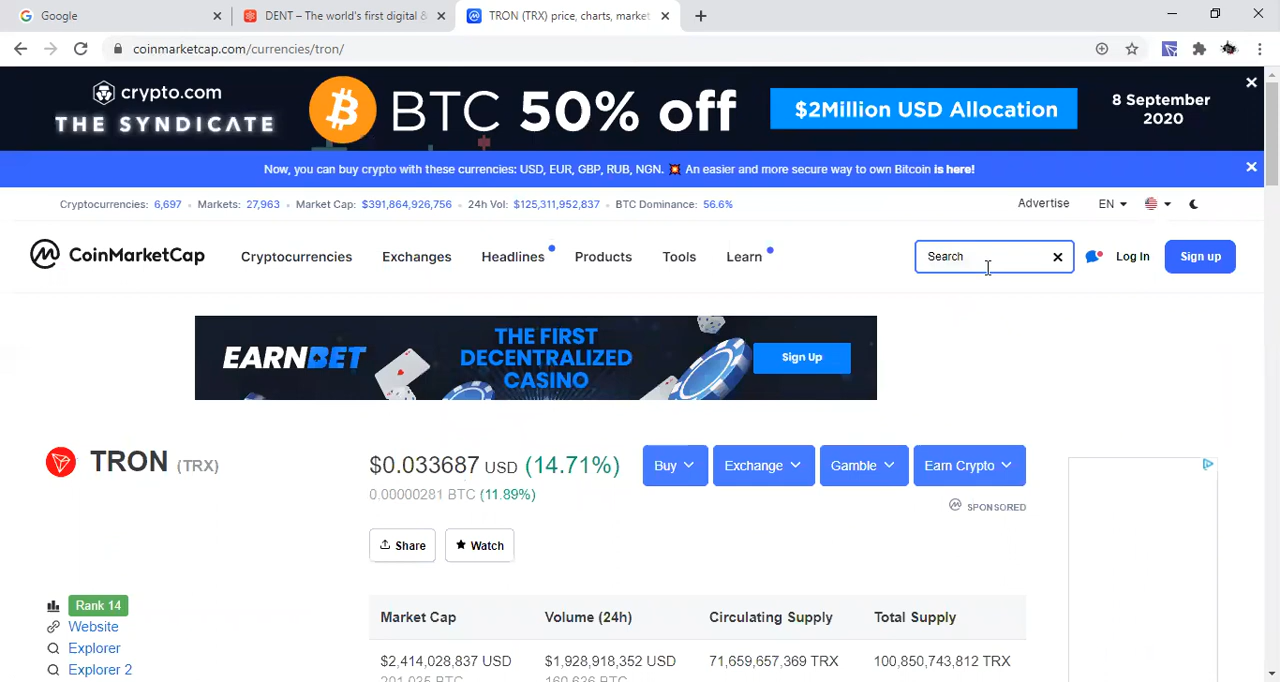 Google
DENT – The world's first digital &
TRON (TRX) price, charts, market
coinmarketcap.com/currencies/tron/
crypto.com
THE SYNDICATE
BTC 50% off
$2Million USD Allocation
8 September
2020
Now, you can buy crypto with these currencies: USD, EUR, GBP, RUB, NGN. 💥 An easier and more secure way to own Bitcoin is here!
Cryptocurrencies: 6,697 • Markets: 27,963 • Market Cap: $391,864,926,756 • 24h Vol: $125,311,952,837 • BTC Dominance: 56.6%
Advertise EN
CoinMarketCap
Cryptocurrencies Exchanges Headlines Products Tools Learn
Search
Log In
Sign up
EARNBET
THE FIRST
DECENTRALIZED
CASINO
Sign Up
TRON (TRX)
$0.033687 USD (14.71%)
0.00000281 BTC (11.89%)
Buy Exchange Gamble Earn Crypto
SPONSORED
Share
Watch
Rank 14
Website
Explorer
Explorer 2
Market Cap Volume (24h) Circulating Supply Total Supply
$2,414,028,837 USD $1,928,918,352 USD 71,659,657,369 TRX 100,850,743,812 TRX
201,035 BTC 160,636 BTC